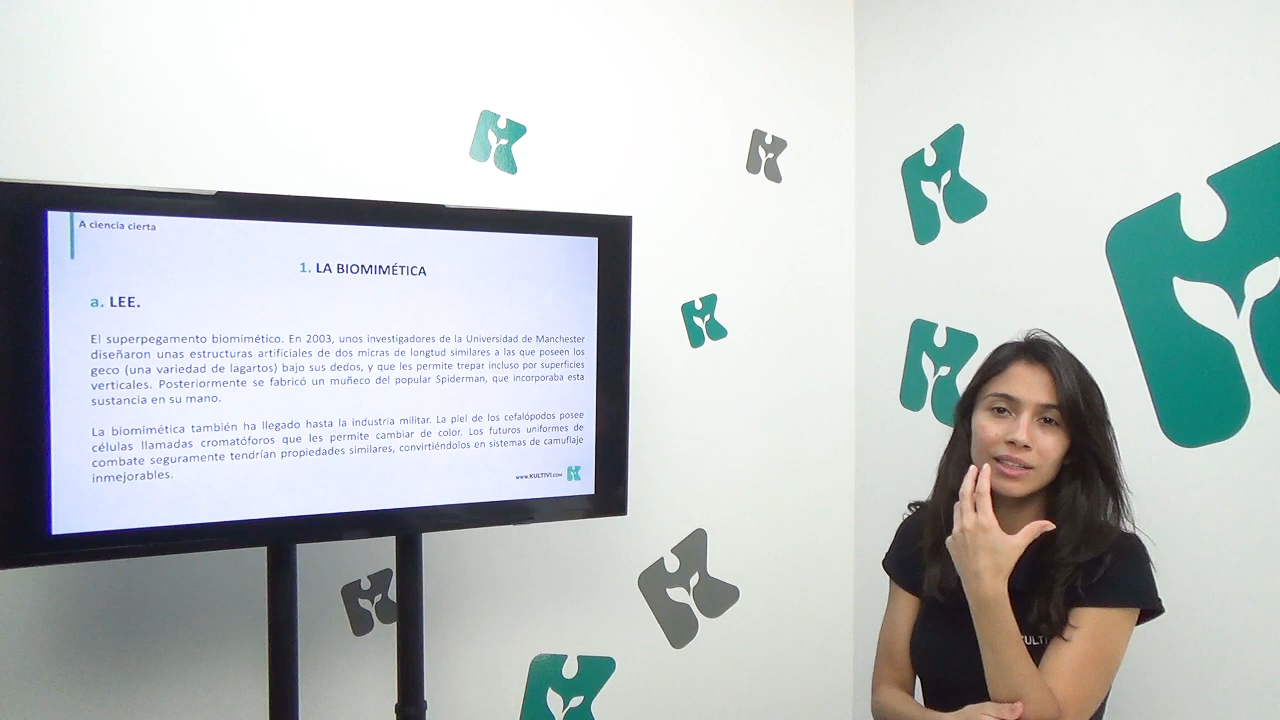 A ciencia cierta
1. LA BIOMIMÉTICA
a. LEE.
El superpegamento biomimético. En 2003, unos investigadores de la Universidad de Manchester
diseñaron unas estructuras artificiales de dos micras de longtud similares a las que poseen los
geco (una variedad de lagartos) bajo sus dedos, y que les permite trepar incluso por superficies
verticales. Posteriormente se fabricó un muñeco del popular Spiderman, que incorporaba esta
sustancia en su mano.
La biomimética también ha llegado hasta la industria militar. La piel de los cefalópodos posee
células llamadas cromatóforos que les permite cambiar de color. Los futuros uniformes de
combate seguramente tendrían propiedades similares, convirtiéndolos en sistemas de camuflaje
inmejorables.
www.KULTIVI.COM